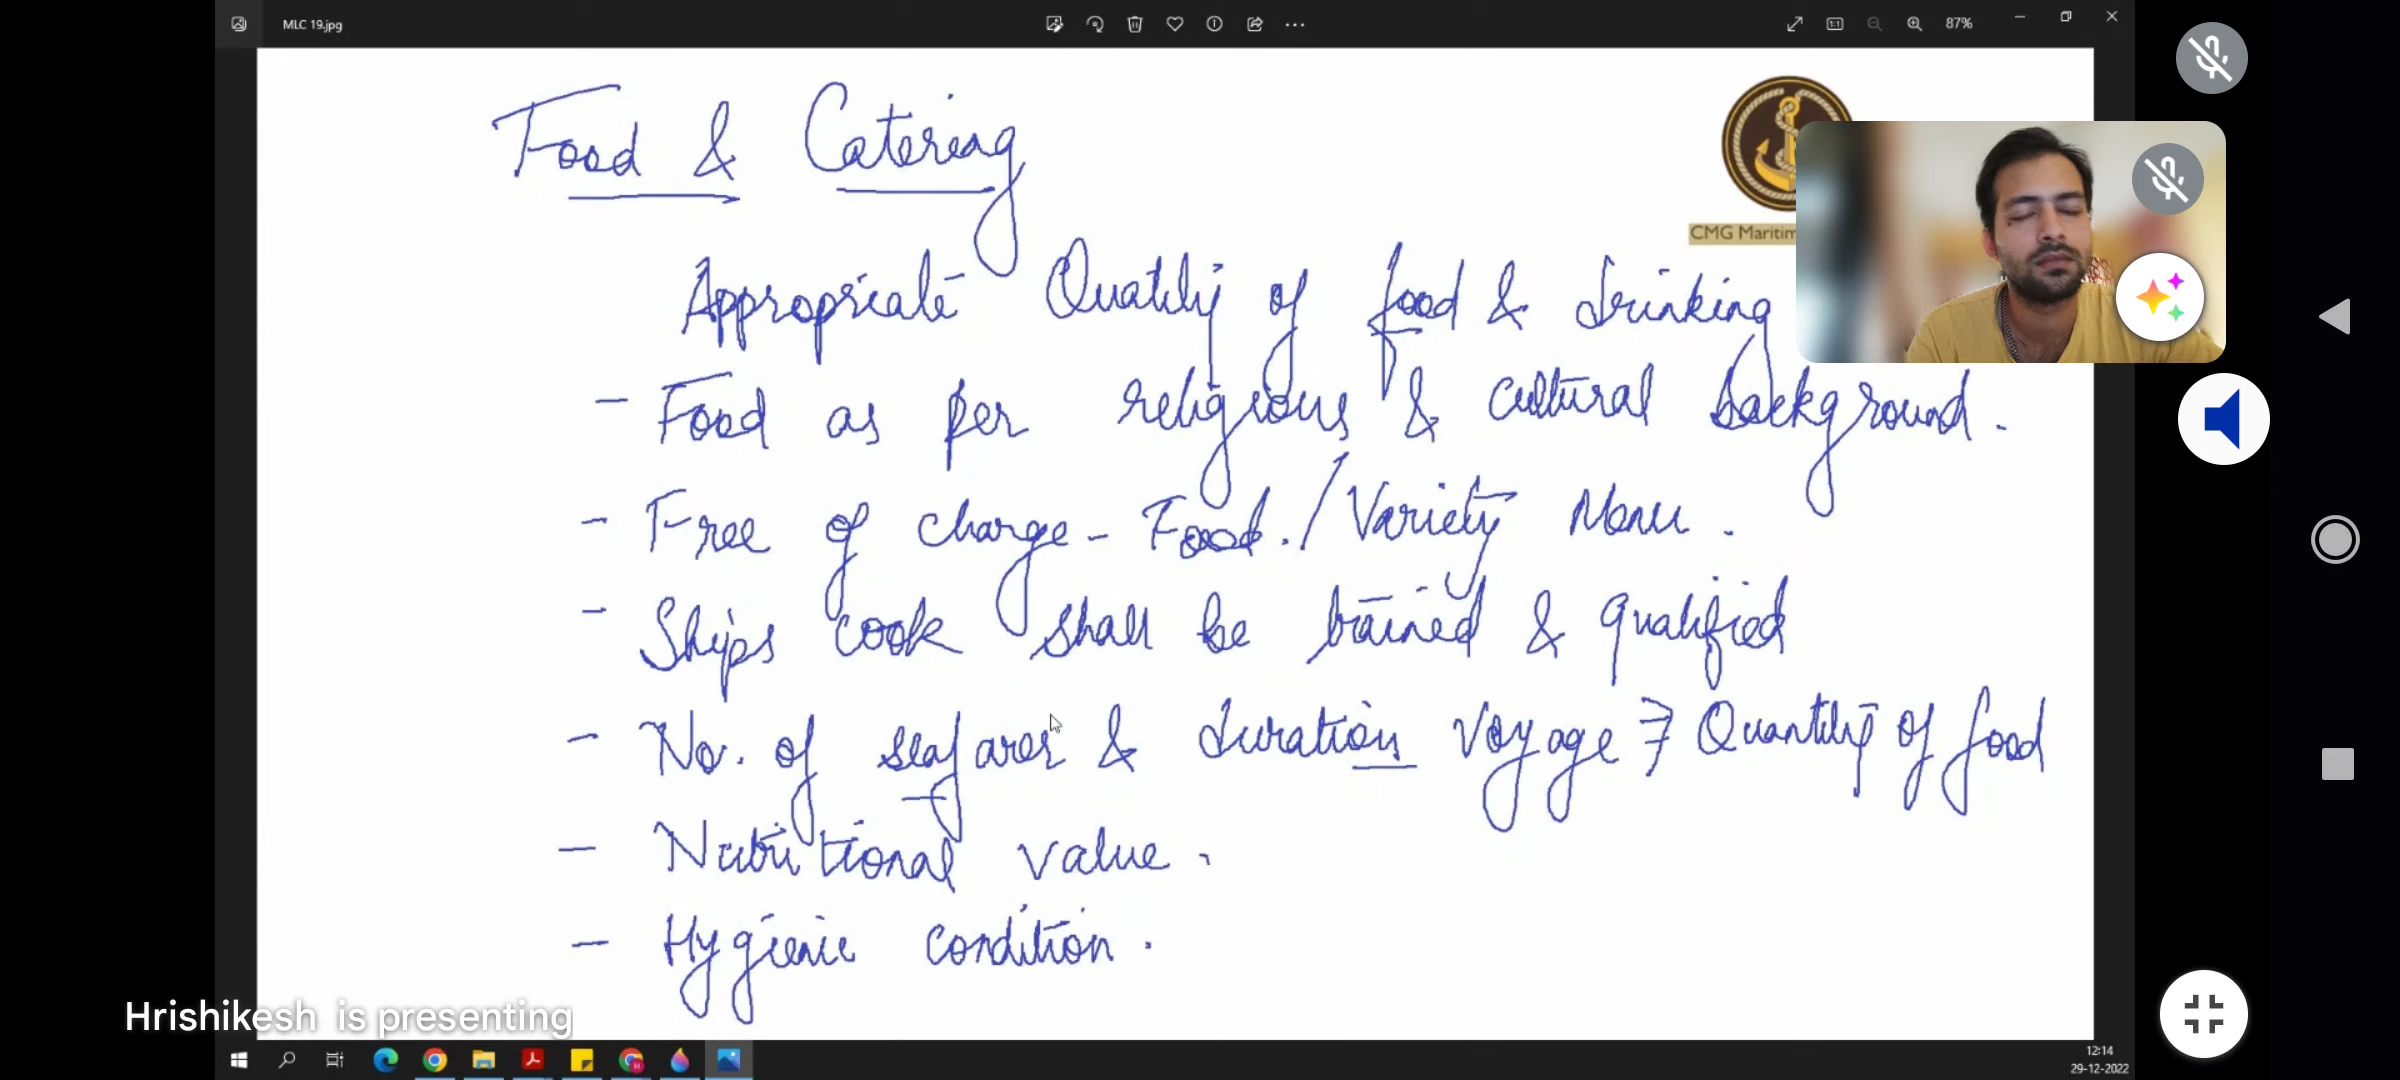 MLC 19.jpg
87%
Food & Catering
CMG Maritim
Appropriate Quality of food & drinking
- Food as per religious & cultural background.
- Free of charge - Food. / Variety Menu.
- Ships cook shall be trained & qualified
- No. of seafarer & duration voyage } Quantity of food
- Nutritional value.
- Hygienic condition.
Hrishikesh is presenting
12:14
29-12-2022